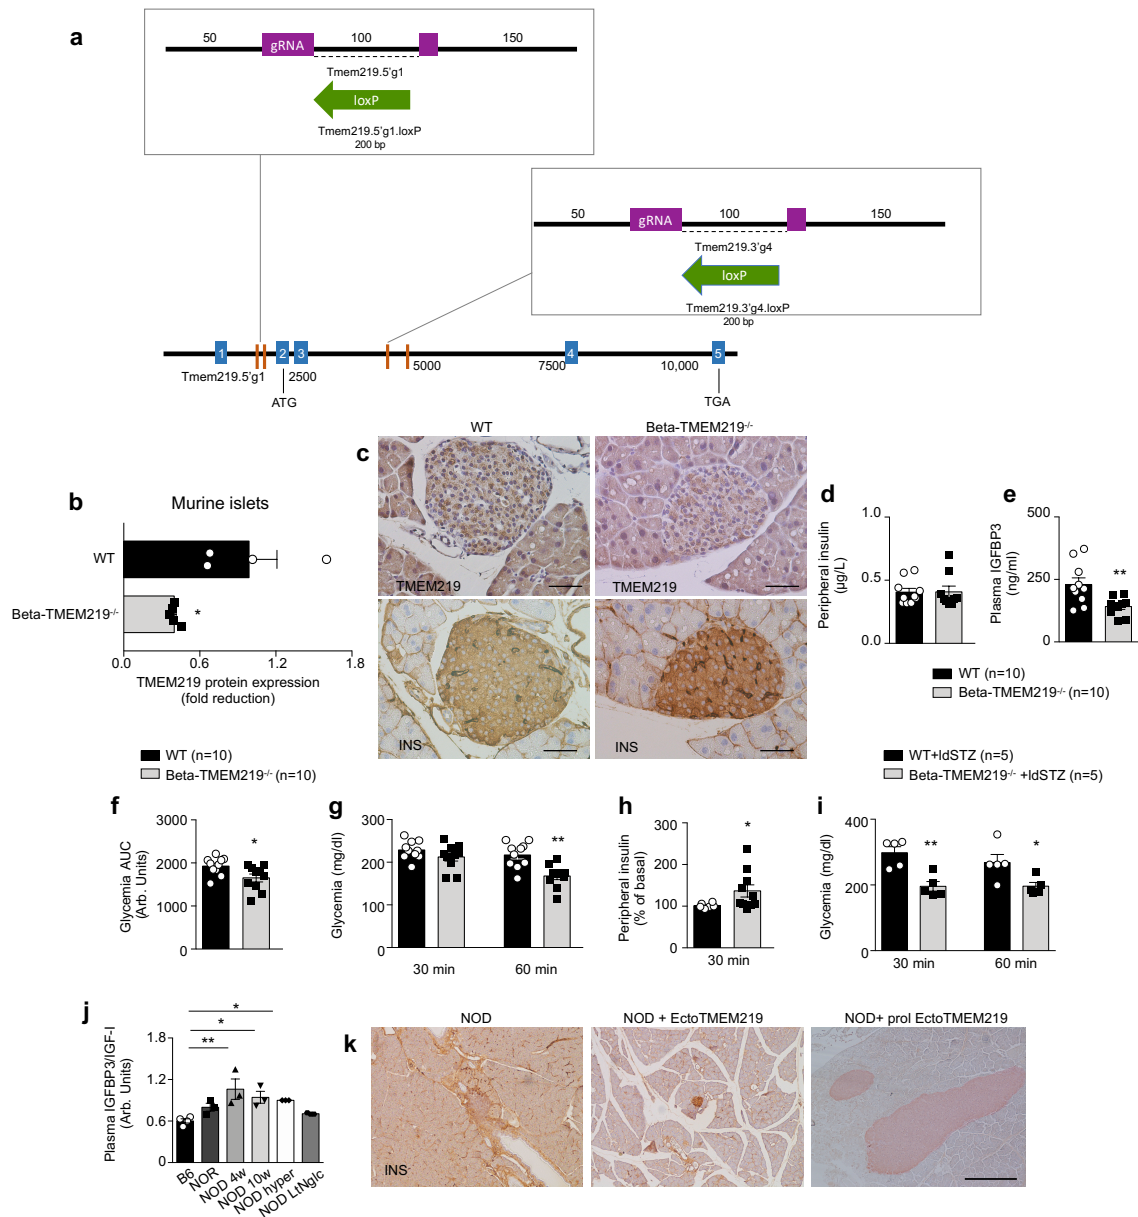 a
50
gRNA
100
150
Tmem219.5'g1
loxP
Tmem219.5'g1.loxP
200 bp
50
gRNA
100
150
Tmem219.3'g4
loxP
Tmem219.3'g4.loxP
200 bp
1
2
3
4
5
Tmem219.5'g1
2500
5000
7500
10,000
ATG
TGA
b
Murine islets
WT
Beta-TMEM219-/-
*
0.0
0.6
1.2
1.8
TMEM219 protein expression
(fold reduction)
c
WT
Beta-TMEM219-/-
TMEM219
TMEM219
INS
INS
d
Peripheral insulin
(µg/L)
1.0
0.5
0.0
e
Plasma IGFBP3
(ng/ml)
500
250
0
**
WT (n=10)
Beta-TMEM219-/- (n=10)
WT (n=10)
Beta-TMEM219-/- (n=10)
WT+ldSTZ (n=5)
Beta-TMEM219-/- +ldSTZ (n=5)
f
Glycemia AUC
(Arb. Units)
3000
2000
1000
0
*
g
Glycemia (mg/dl)
300
200
100
0
**
30 min
60 min
h
Peripheral insulin
(% of basal)
300
200
100
0
*
30 min
i
Glycemia (mg/dl)
400
200
0
**
*
30 min
60 min
j
Plasma IGFBP3/IGF-I
(Arb. Units)
1.8
1.2
0.6
0
*
*
**
B6
NOR
NOD 4w
NOD 10w
NOD hyper
NOD LtNglc
k
NOD
NOD + EctoTMEM219
NOD+ prol EctoTMEM219
INS